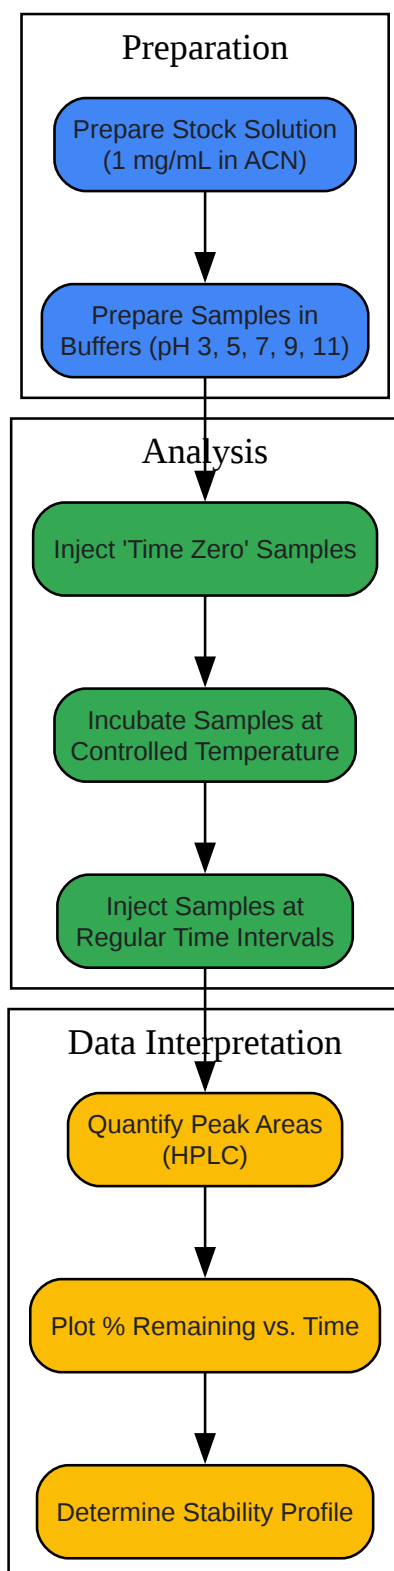 Preparation
Prepare Stock Solution
(1 mg/mL in ACN)
Prepare Samples in
Buffers (pH 3, 5, 7, 9, 11)
Analysis
Inject 'Time Zero' Samples
Incubate Samples at
Controlled Temperature
Inject Samples at
Regular Time Intervals
Data Interpretation
Quantify Peak Areas
(HPLC)
Plot % Remaining vs. Time
Determine Stability Profile